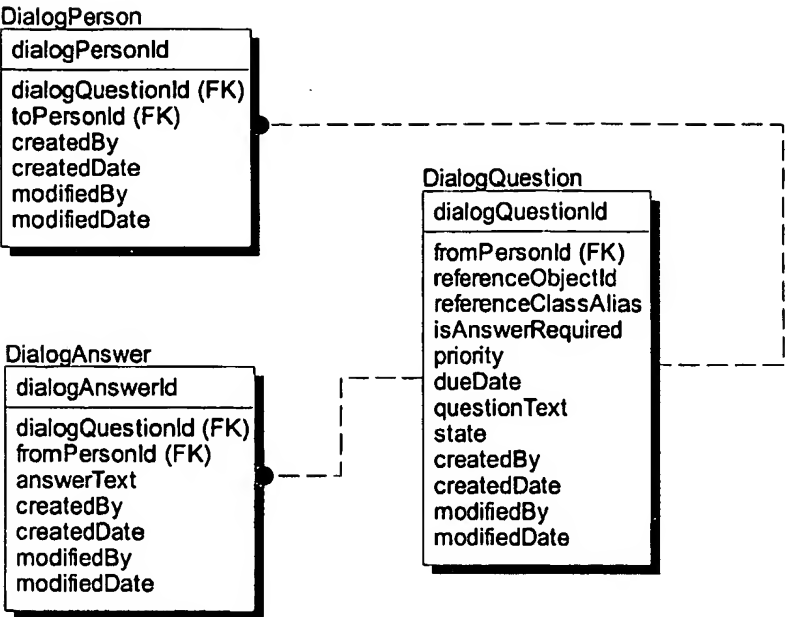 DialogPerson
dialogPersonId
dialogQuestionId (FK)
toPersonId (FK)
createdBy
createdDate
modifiedBy
modifiedDate
DialogQuestion
dialogQuestionId
fromPersonId (FK)
referenceObjectId
referenceClassAlias
isAnswerRequired
priority
dueDate
questionText
state
createdBy
createdDate
modifiedBy
modifiedDate
DialogAnswer
dialogAnswerId
dialogQuestionId (FK)
fromPersonId (FK)
answerText
createdBy
createdDate
modifiedBy
modifiedDate